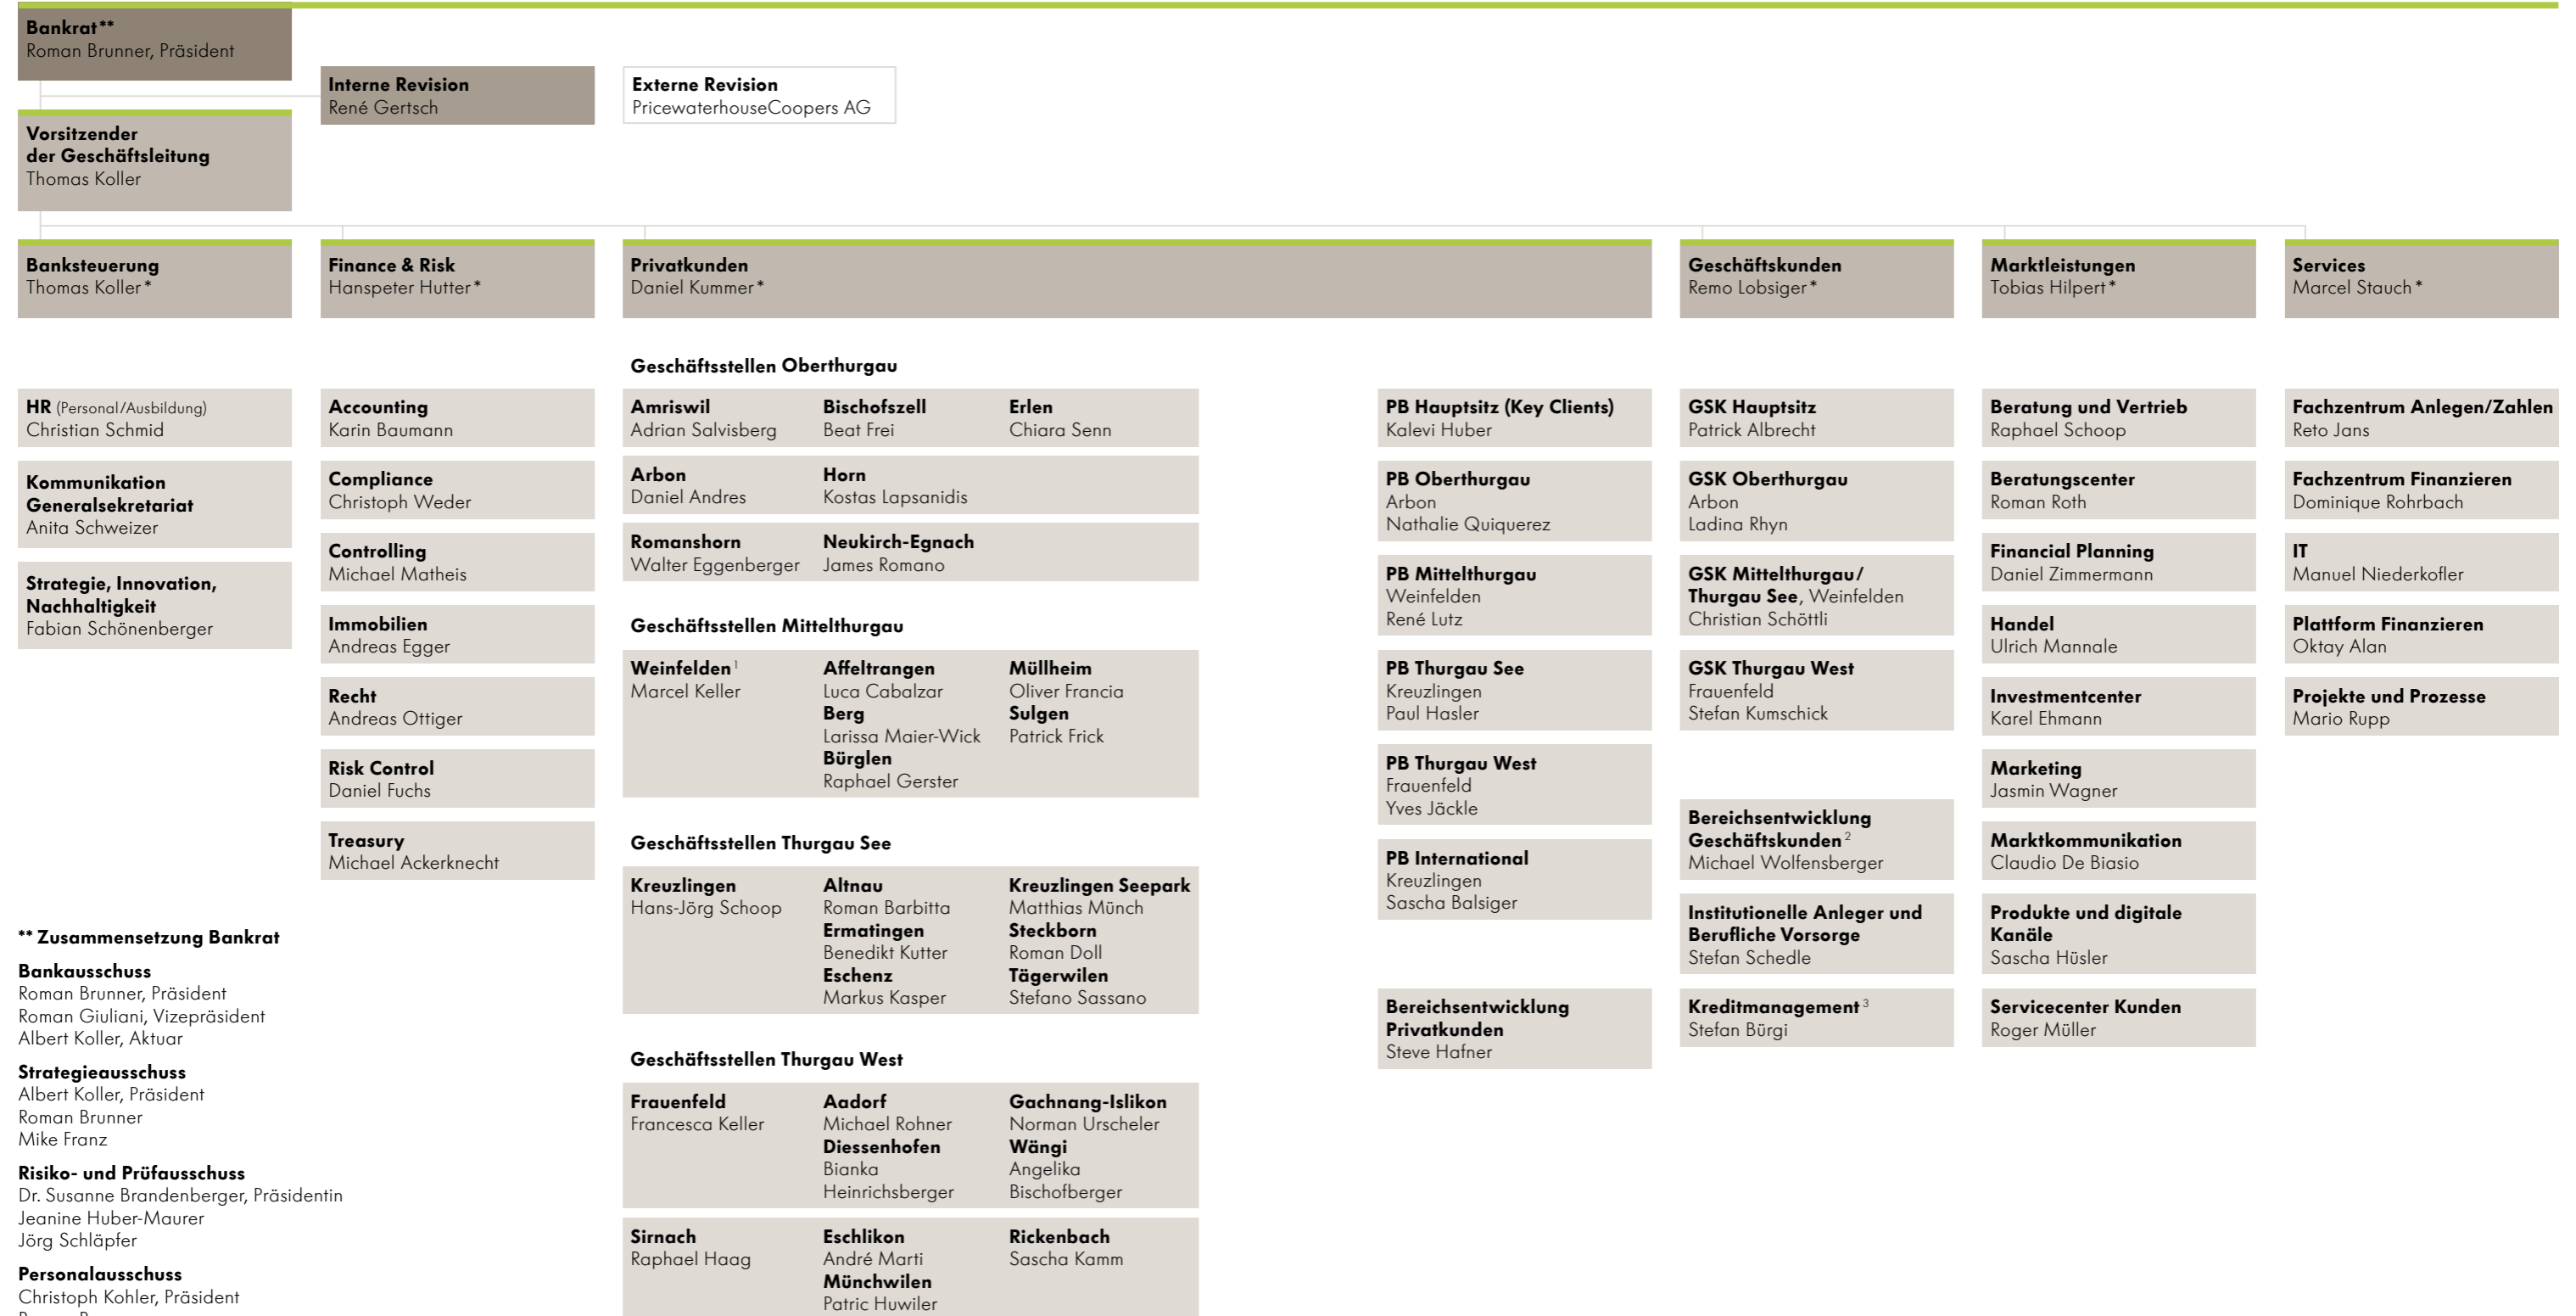 Bankrat**
Roman Brunner, Präsident
Interne Revision
René Gertsch
Externe Revision
PricewaterhouseCoopers AG
Vorsitzender
der Geschäftsleitung
Thomas Koller
Banksteuerung
Thomas Koller*
Finance & Risk
Hanspeter Hutter*
Privatkunden
Daniel Kummer*
Geschäftskunden
Remo Lobsiger*
Marktleistungen
Tobias Hilpert*
Services
Marcel Stauch*
HR (Personal/Ausbildung)
Christian Schmid
Kommunikation
Generalsekretariat
Anita Schweizer
Strategie, Innovation,
Nachhaltigkeit
Fabian Schönenberger
Accounting
Karin Baumann
Compliance
Christoph Weder
Controlling
Michael Matheis
Immobilien
Andreas Egger
Recht
Andreas Ottiger
Risk Control
Daniel Fuchs
Treasury
Michael Ackerknecht
Geschäftsstellen Oberthurgau
Amriswil
Adrian Salvisberg
Bischofszell
Beat Frei
Erlen
Chiara Senn
Arbon
Daniel Andres
Horn
Kostas Lapsanidis
Romanshorn
Walter Eggenberger
Neukirch-Egnach
James Romano
Geschäftsstellen Mittelthurgau
Weinfelden¹
Marcel Keller
Affeltrangen
Luca Cabalzar
Berg
Larissa Maier-Wick
Bürglen
Raphael Gerster
Müllheim
Oliver Francia
Sulgen
Patrick Frick
Geschäftsstellen Thurgau See
Kreuzlingen
Hans-Jörg Schoop
Altnau
Roman Barbitta
Ermatingen
Benedikt Kutter
Eschenz
Markus Kasper
Kreuzlingen Seepark
Matthias Münch
Steckborn
Roman Doll
Tägerwilen
Stefano Sassano
Geschäftsstellen Thurgau West
Frauenfeld
Francesca Keller
Aadorf
Michael Rohner
Diessenhofen
Bianka
Heinrichsberger
Gachnang-Islikon
Norman Urscheler
Wängi
Angelika
Bischofberger
Sirnach
Raphael Haag
Eschlikon
André Marti
Münchwilen
Patric Huwiler
Rickenbach
Sascha Kamm
PB Hauptsitz (Key Clients)
Kalevi Huber
PB Oberthurgau
Arbon
Nathalie Quiquerez
PB Mittelthurgau
Weinfelden
René Lutz
PB Thurgau See
Kreuzlingen
Paul Hasler
PB Thurgau West
Frauenfeld
Yves Jäckle
PB International
Kreuzlingen
Sascha Balsiger
Bereichsentwicklung
Privatkunden
Steve Hafner
GSK Hauptsitz
Patrick Albrecht
GSK Oberthurgau
Arbon
Ladina Rhyn
GSK Mittelthurgau/
Thurgau See, Weinfelden
Christian Schöttli
GSK Thurgau West
Frauenfeld
Stefan Kumschick
Bereichsentwicklung
Geschäftskunden²
Michael Wolfensberger
Institutionelle Anleger und
Berufliche Vorsorge
Stefan Schedle
Kreditmanagement³
Stefan Bürgi
Beratung und Vertrieb
Raphael Schoop
Beratungscenter
Roman Roth
Financial Planning
Daniel Zimmermann
Handel
Ulrich Mannale
Investmentcenter
Karel Ehmann
Marketing
Jasmin Wagner
Marktkommunikation
Claudio De Biasio
Produkte und digitale
Kanäle
Sascha Hüsler
Servicecenter Kunden
Roger Müller
Fachzentrum Anlegen/Zahlen
Reto Jans
Fachzentrum Finanzieren
Dominique Rohrbach
IT
Manuel Niederkofler
Plattform Finanzieren
Oktay Alan
Projekte und Prozesse
Mario Rupp
** Zusammensetzung Bankrat
Bankausschuss
Roman Brunner, Präsident
Roman Giuliani, Vizepräsident
Albert Koller, Aktuar
Strategieausschuss
Albert Koller, Präsident
Roman Brunner
Mike Franz
Risiko- und Prüfausschuss
Dr. Susanne Brandenberger, Präsidentin
Jeanine Huber-Maurer
Jörg Schläpfer
Personalausschuss
Christoph Kohler, Präsident